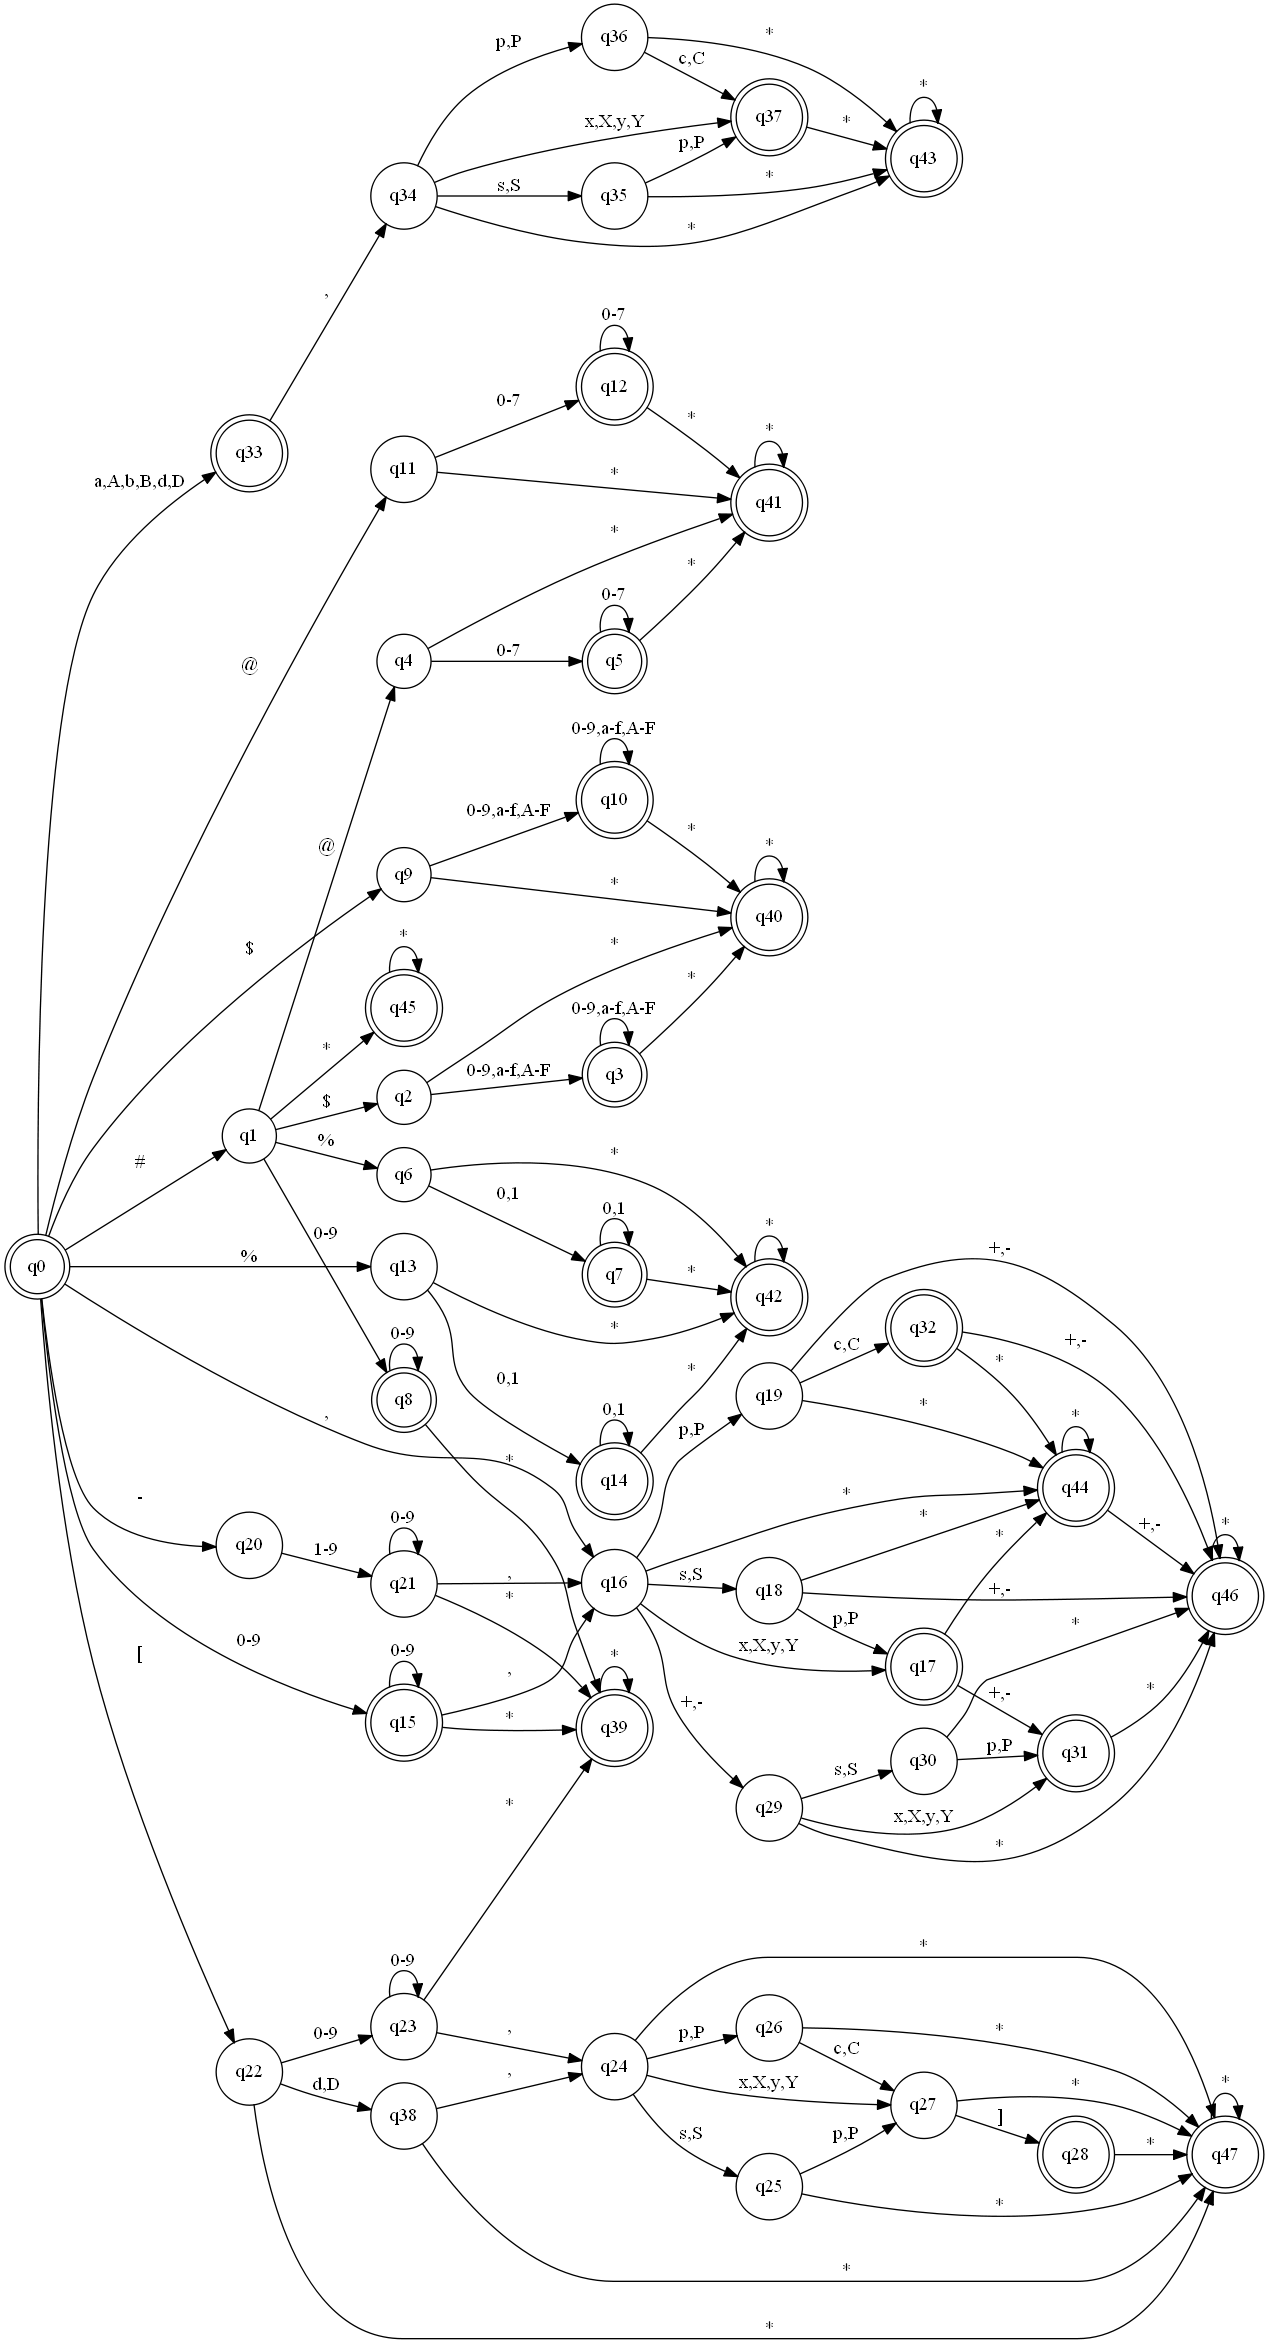 q36
*
p,P
c,C
*
q37
x,X,y,Y
*
p,P
q43
q34
s,S
q35
*
*
,
0-7
q12
0-7
*
*
q33
a,A,b,B,d,D
q11
*
q41
*
*
0-7
@
q4
0-7
q5
0-9,a-f,A-F
q10
0-9,a-f,A-F
*
@
*
q9
*
q40
$
*
*
*
q45
0-9,a-f,A-F
*
0-9,a-f,A-F
q3
q2
$
q1
%
#
q6
*
0,1
0,1
*
0-9
+,-
%
q13
q7
*
q42
q0
*
q32
+,-
0-9
c,C
*
*
0,1
q19
q8
*
0,1
,
p,P
*
q14
*
q44
*
-
*
0-9
*
+,-
*
q20
1-9
q21
,
*
q16
s,S
q18
+,-
q46
p,P
*
0-9
0-9
x,X,y,Y
[
*
q17
,
+,-
*
q15
*
q39
+,-
q30
p,P
q31
s,S
*
q29
x,X,y,Y
*
*
0-9
q23
,
p,P
q26
*
0-9
c,C
q22
q24
,
x,X,y,Y
*
*
d,D
q27
]
q38
s,S
p,P
q28
*
q47
q25
*
*
*